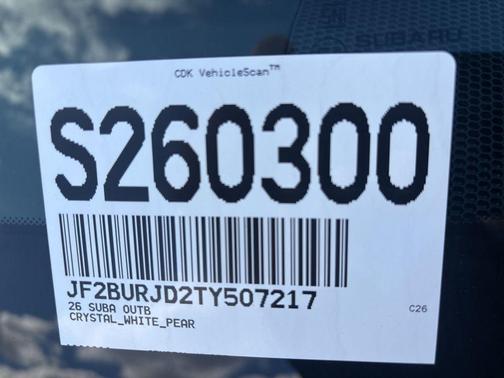 SUBARU
CDK VehicleScan™
S260300
JF2BURJD2TY507217
26 SUBA OUTB
CRYSTAL_WHITE_PEAR
C26